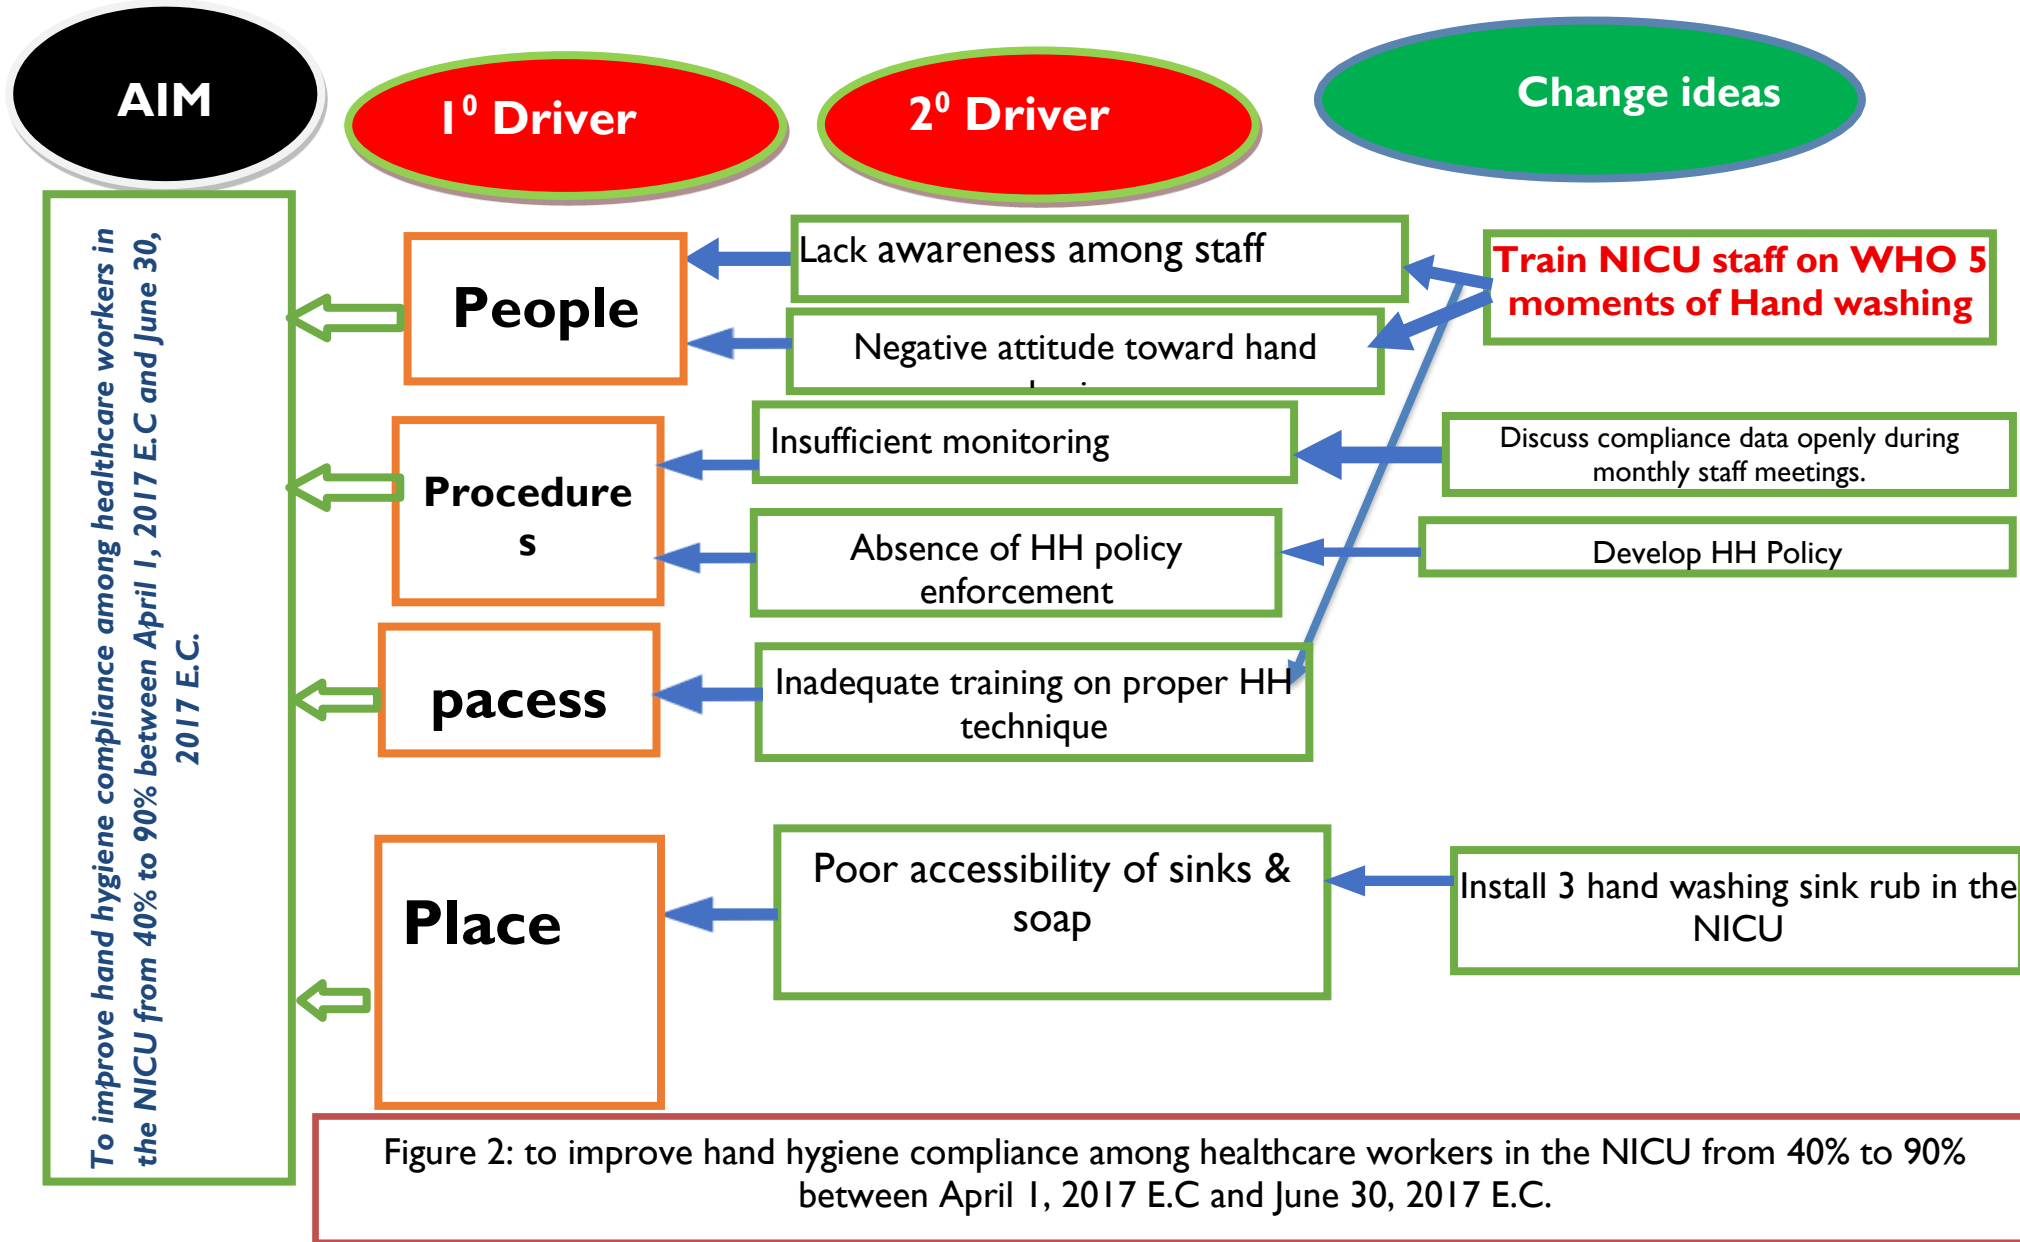 AIM
1⁰ Driver
2⁰ Driver
Change ideas
To improve hand hygiene compliance among healthcare workers in
the NICU from 40% to 90% between April 1, 2017 E.C and June 30,
2017 E.C.
People
Lack awareness among staff
Negative attitude toward hand
Train NICU staff on WHO 5
moments of Hand washing
Procedure
s
Insufficient monitoring
Discuss compliance data openly during
monthly staff meetings.
Absence of HH policy
enforcement
Develop HH Policy
pacess
Inadequate training on proper HH
technique
Place
Poor accessibility of sinks &
soap
Install 3 hand washing sink rub in the
NICU
Figure 2: to improve hand hygiene compliance among healthcare workers in the NICU from 40% to 90%
between April 1, 2017 E.C and June 30, 2017 E.C.